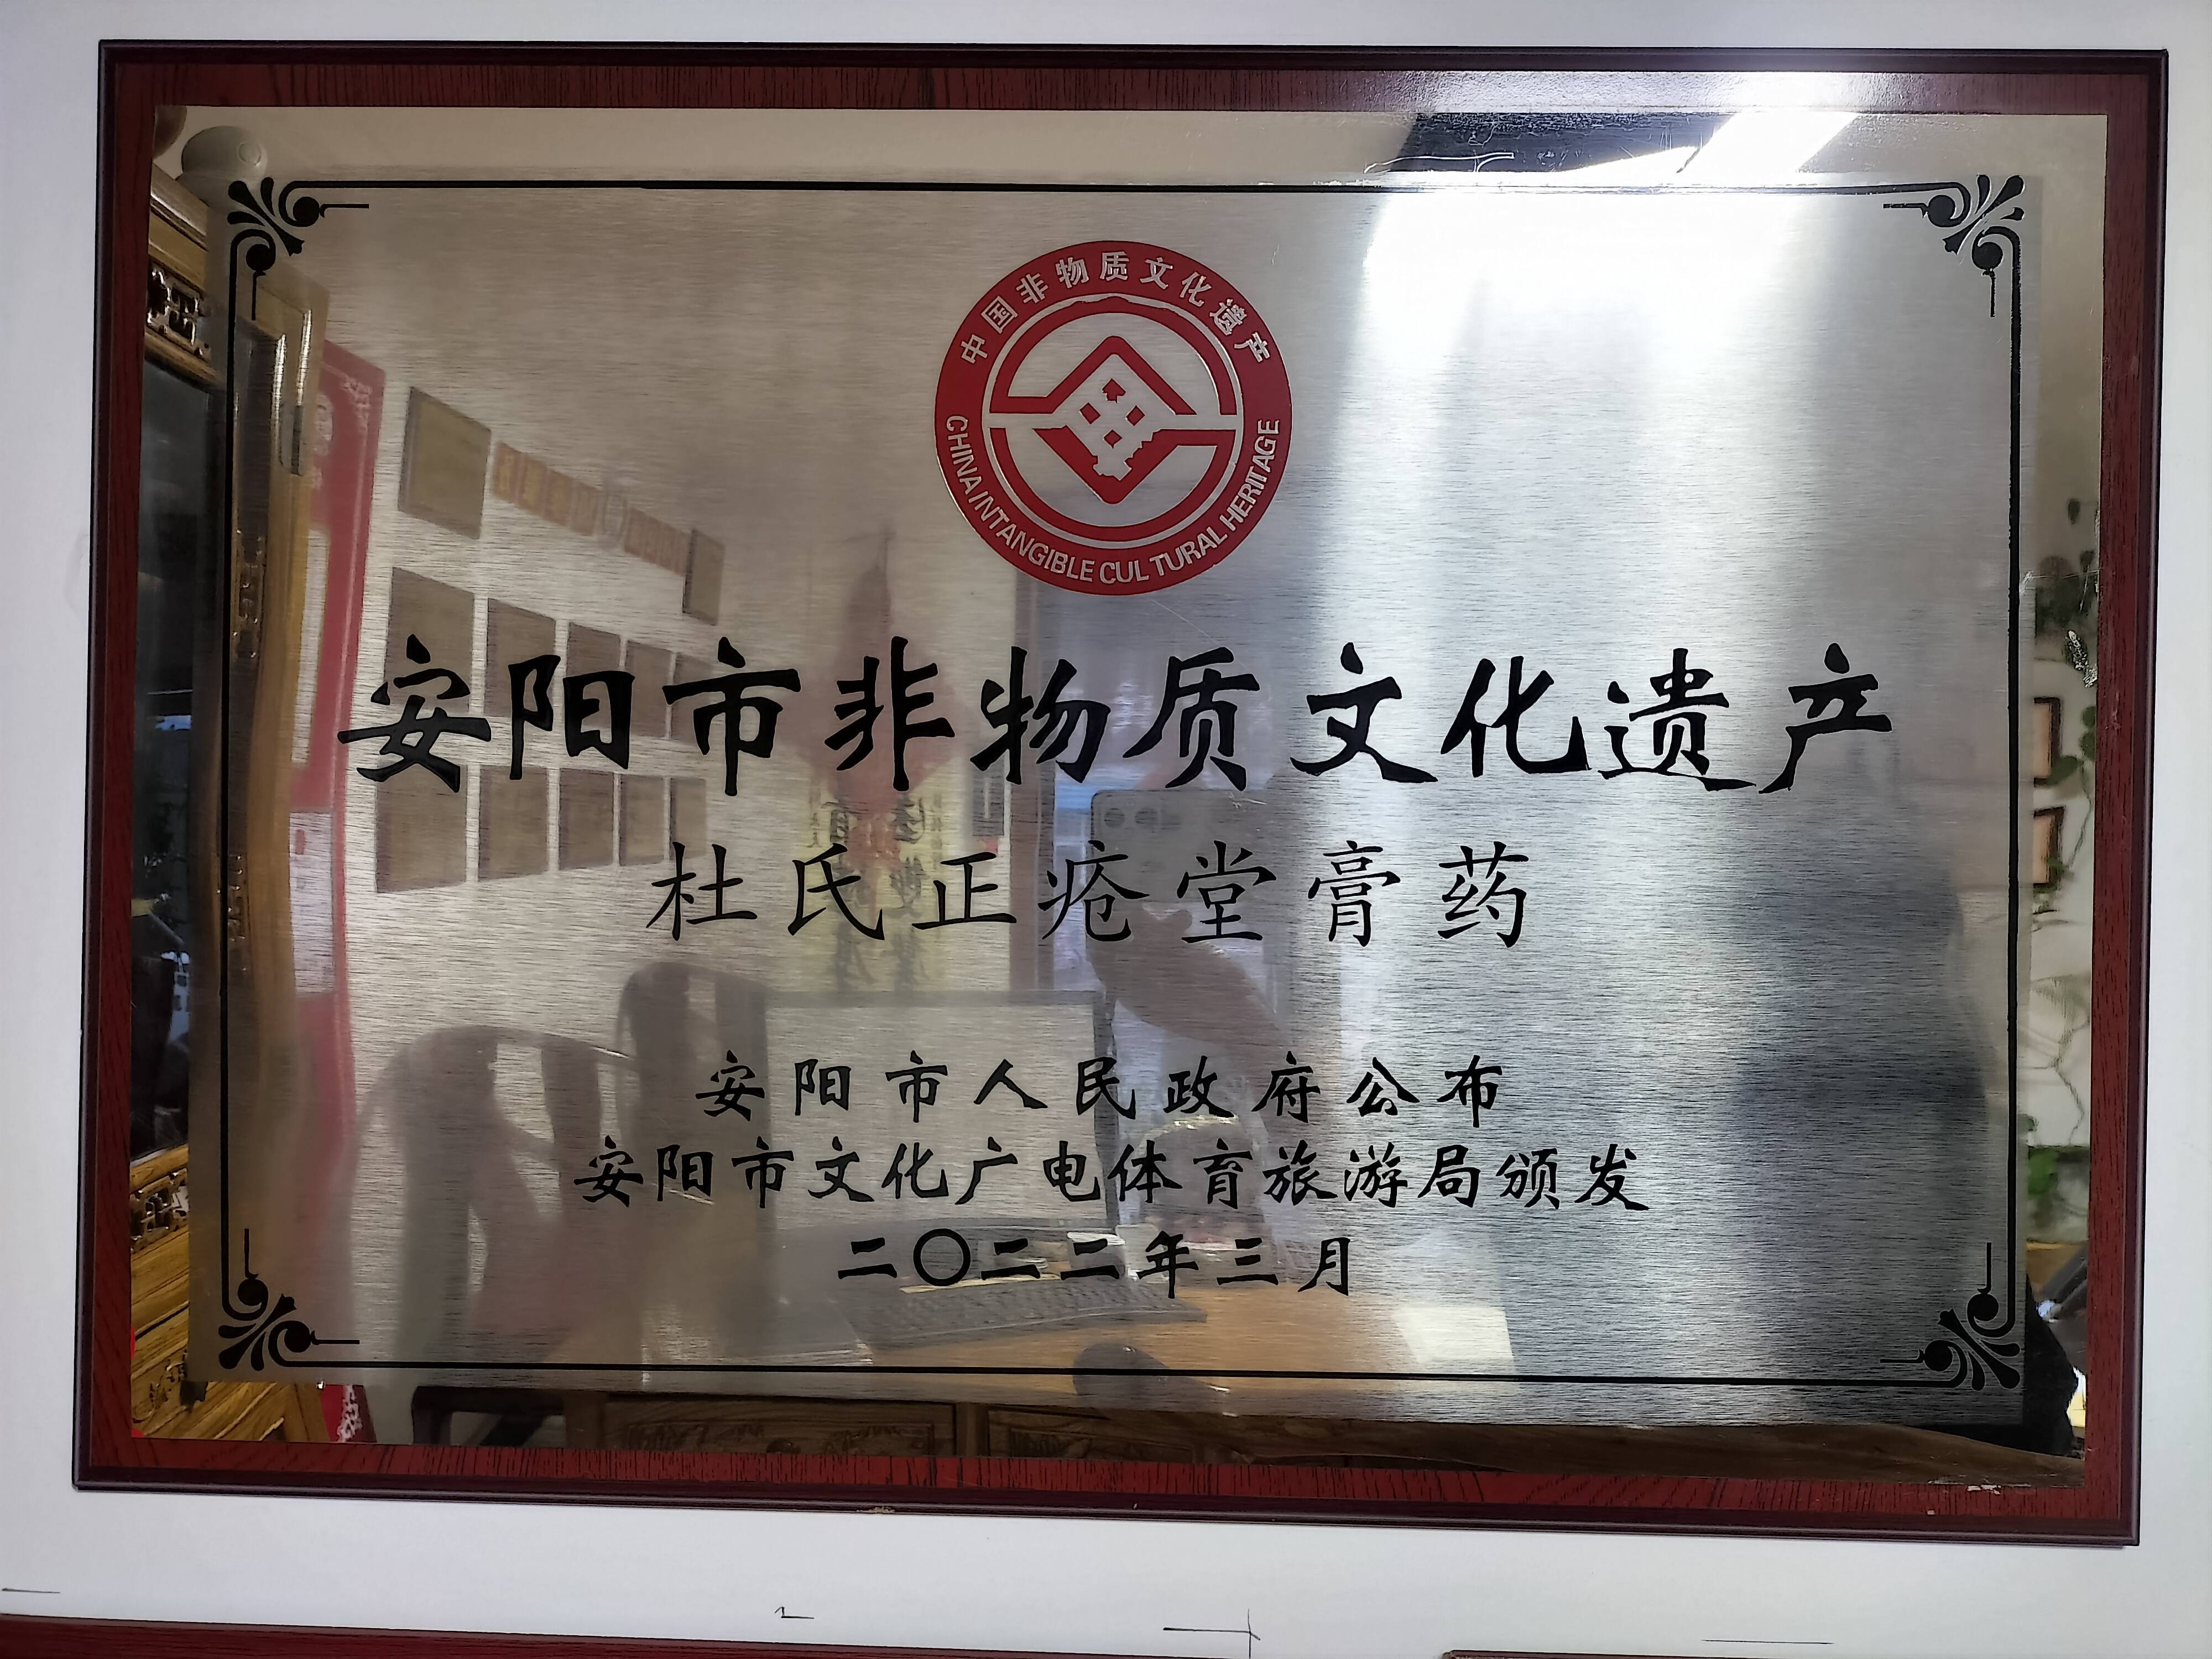 中国非物质文化遗产
CHINA INTANGIBLE CULTURAL HERITAGE
安阳市非物质文化遗产
杜氏正疮堂膏药
安阳市人民政府公布
安阳市文化广电体育旅游局颁发
二〇二二年三月